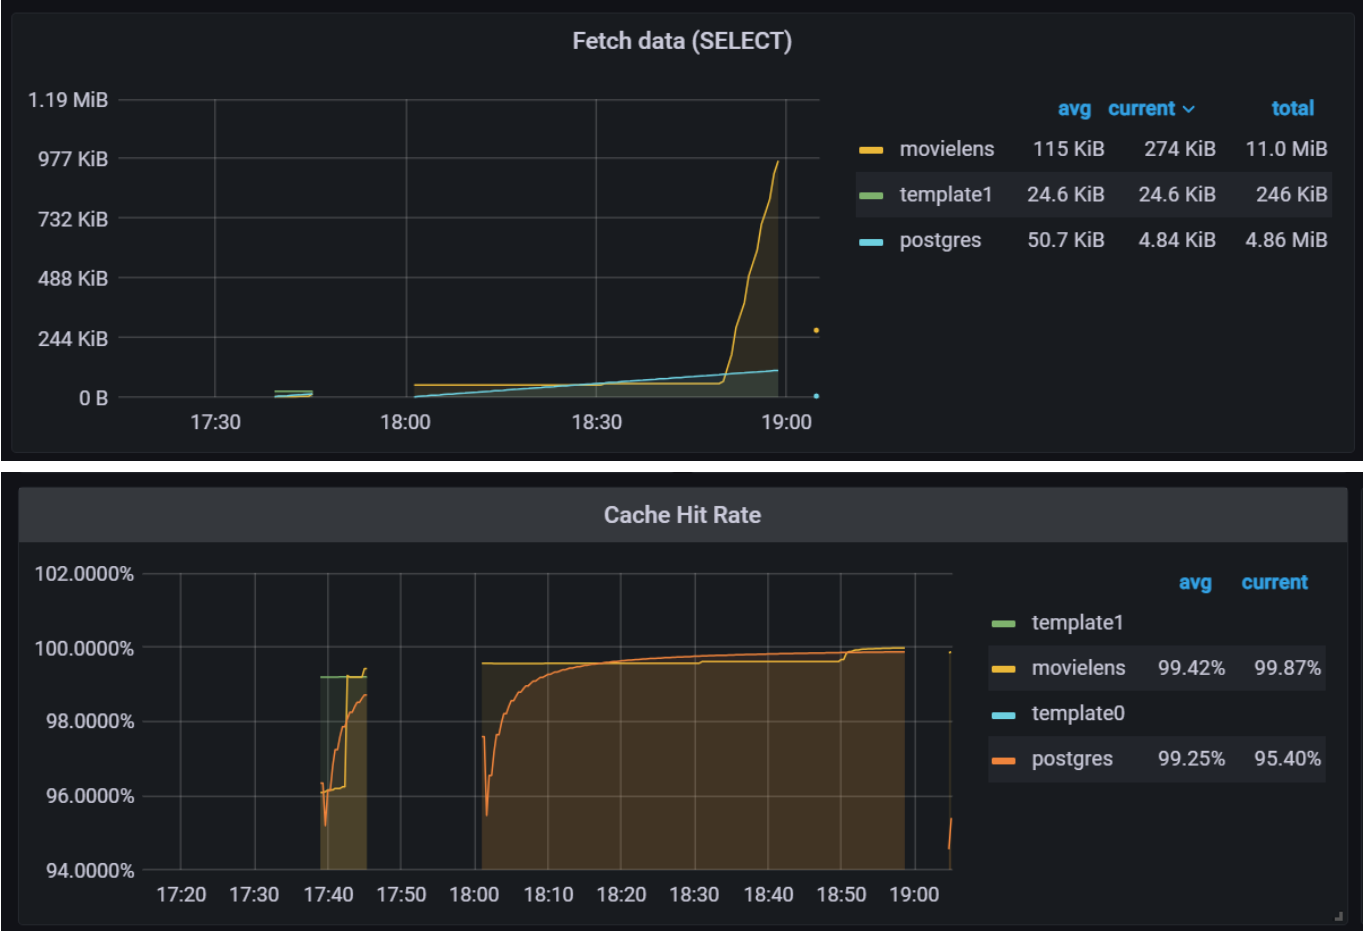 Fetch data (SELECT)
1.19 MiB
977 KiB
732 KiB
488 KiB
244 KiB
0 B
17:30 18:00 18:30 19:00
avg current total
movielens 115 KiB 274 KiB 11.0 MiB
template1 24.6 KiB 24.6 KiB 246 KiB
postgres 50.7 KiB 4.84 KiB 4.86 MiB
Cache Hit Rate
102.0000%
100.0000%
98.0000%
96.0000%
94.0000%
17:20 17:30 17:40 17:50 18:00 18:10 18:20 18:30 18:40 18:50 19:00
avg current
template1
movielens 99.42% 99.87%
template0
postgres 99.25% 95.40%